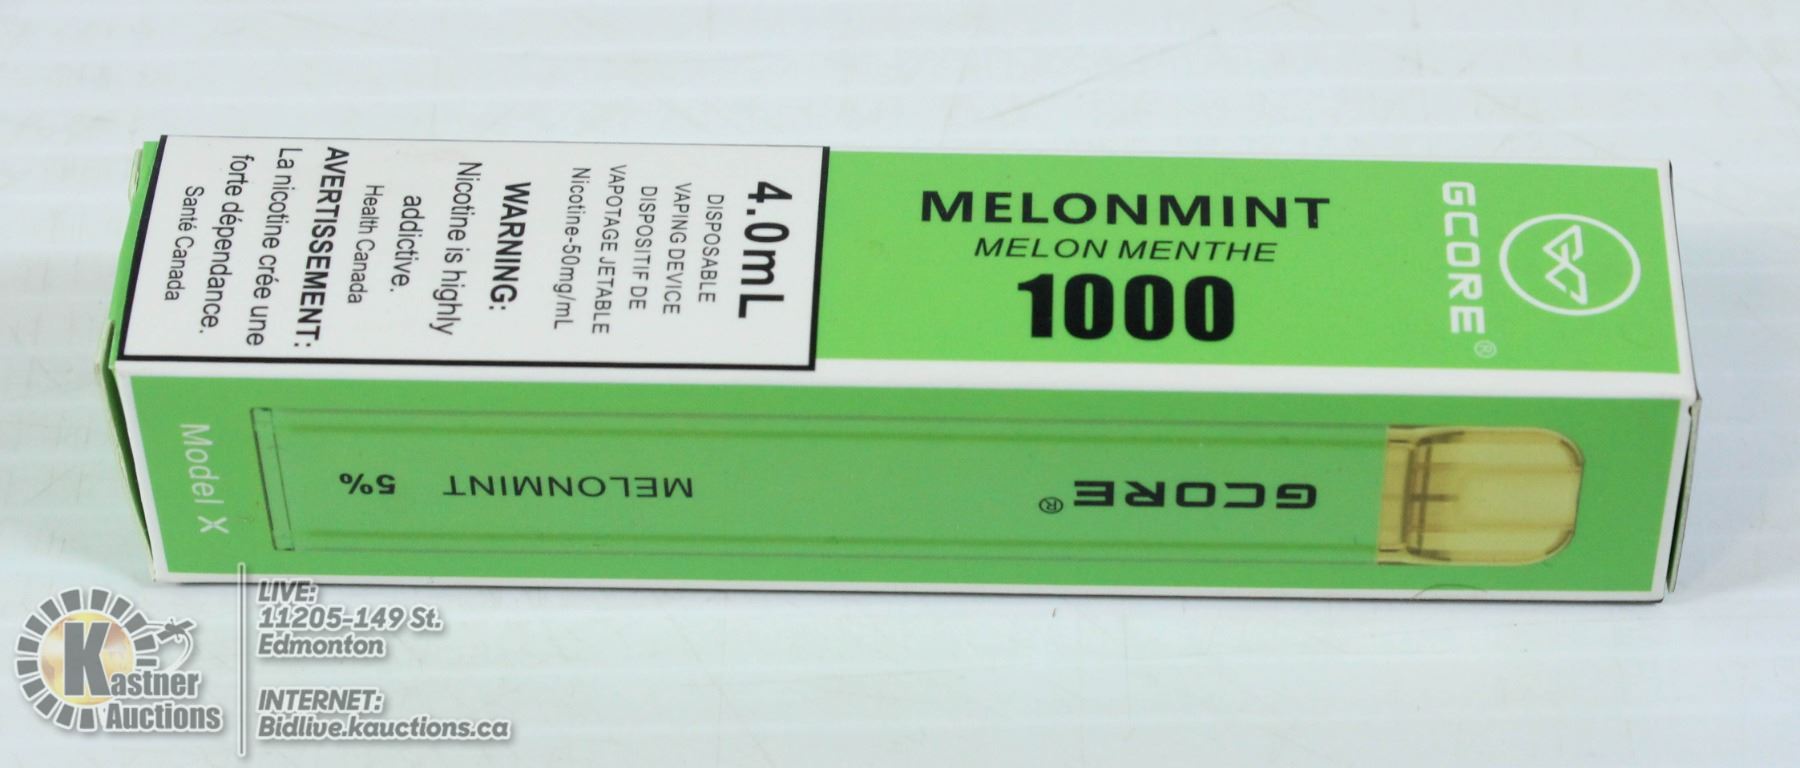 GCORE®
MELONMINT
MELON MENTHE
1000
4.0mL
DISPOSABLE
VAPING DEVICE
DISPOSITIF DE
VAPOTAGE JETABLE
Nicotine-50mg/mL
WARNING:
Nicotine is highly
addictive.
Health Canada
AVERTISSEMENT:
La nicotine crée une
forte dépendance.
Santé Canada
GCORE®
MELONMINT 5%
Model X
Kastner
Auctions
LIVE:
11205-149 St.
Edmonton
INTERNET:
Bidlive.kauctions.ca